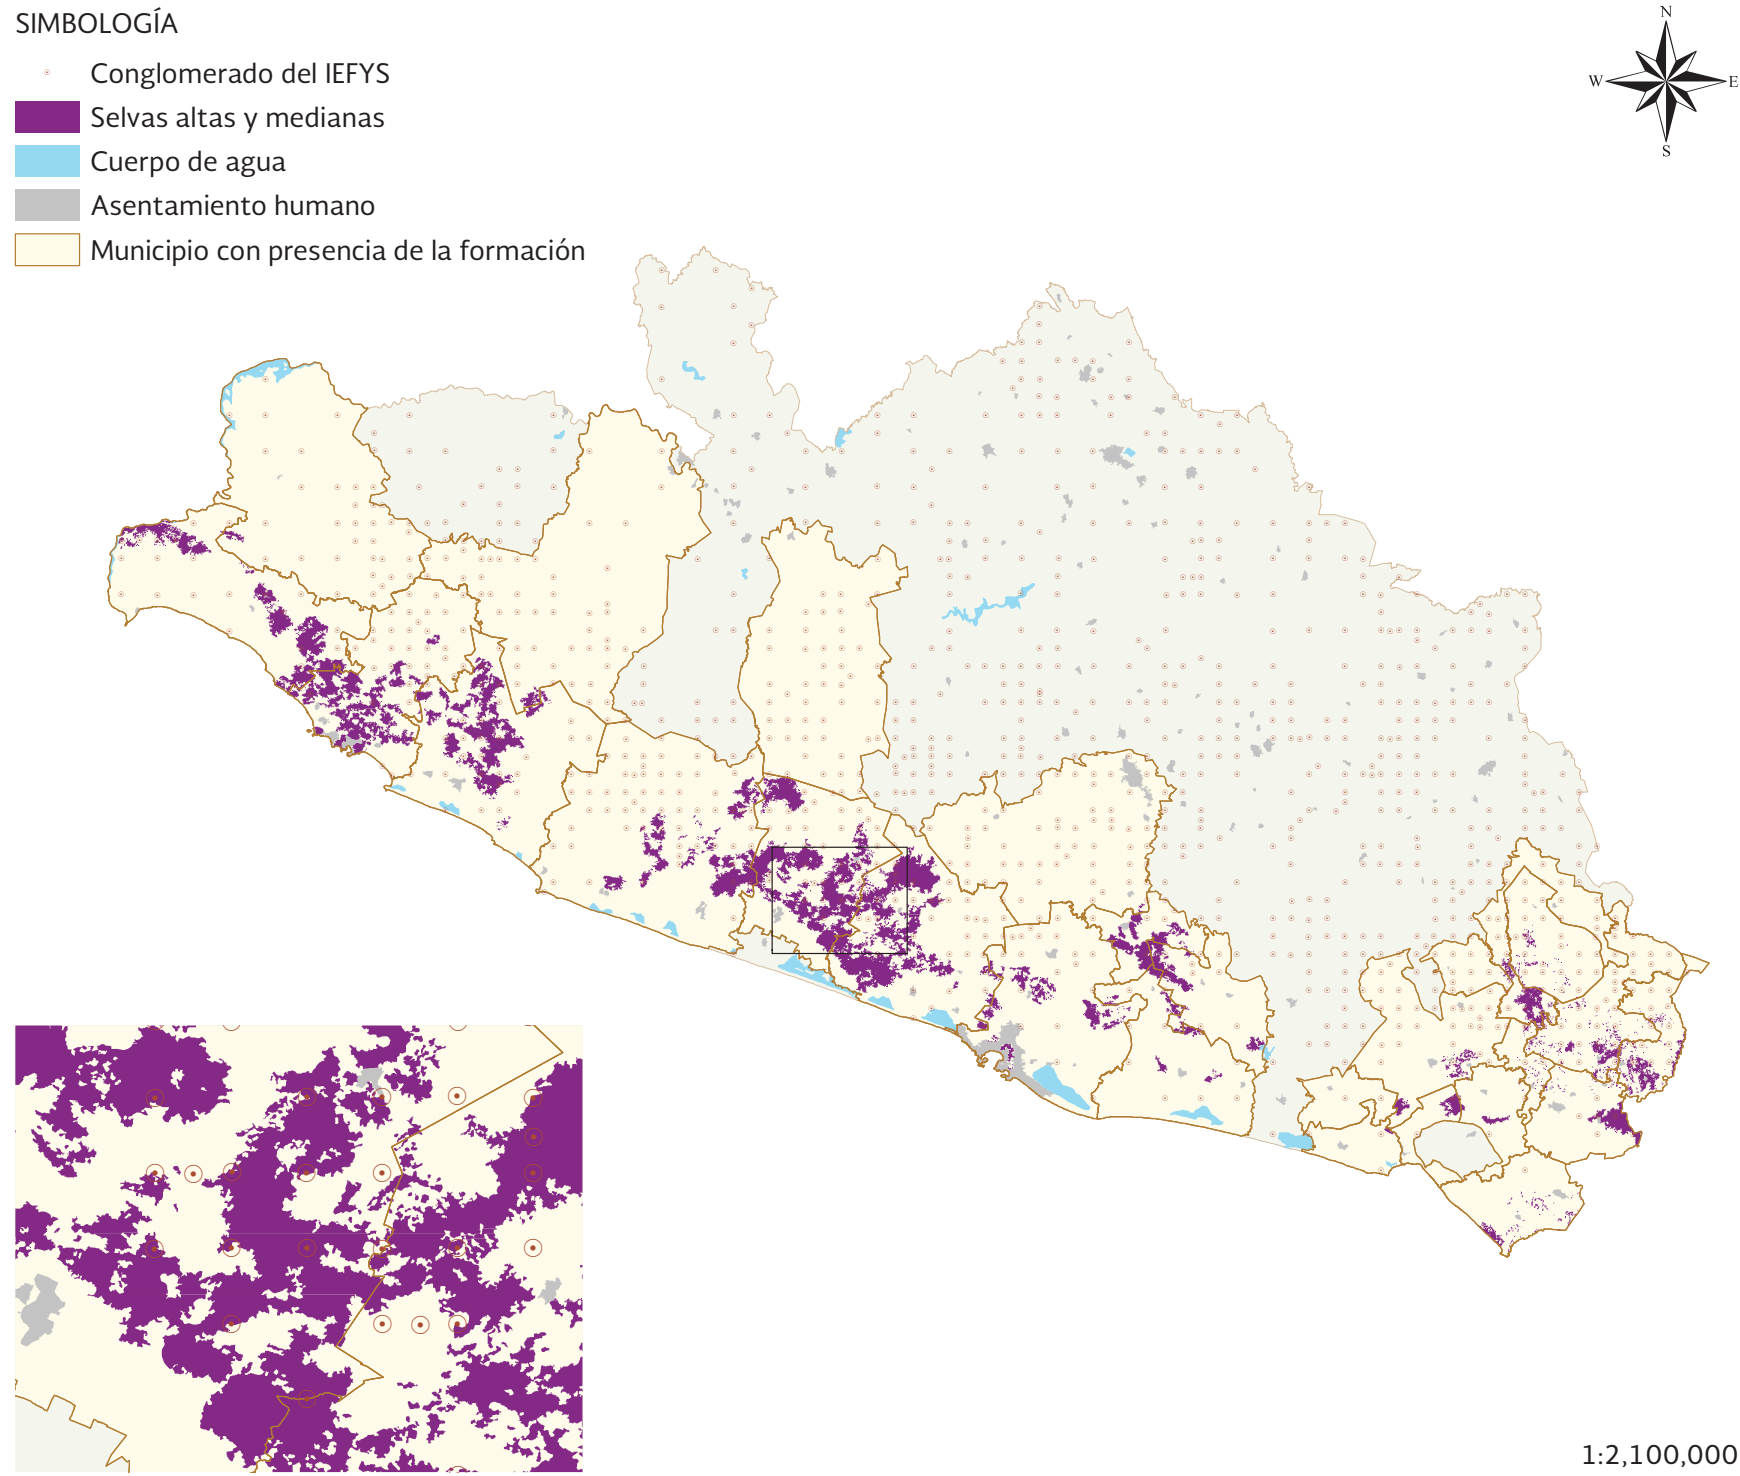 SIMBOLOGÍA
Conglomerado del IEFYS
Selvas altas y medianas
Cuerpo de agua
Asentamiento humano
Municipio con presencia de la formación
N
W
E
S
1:2,100,000